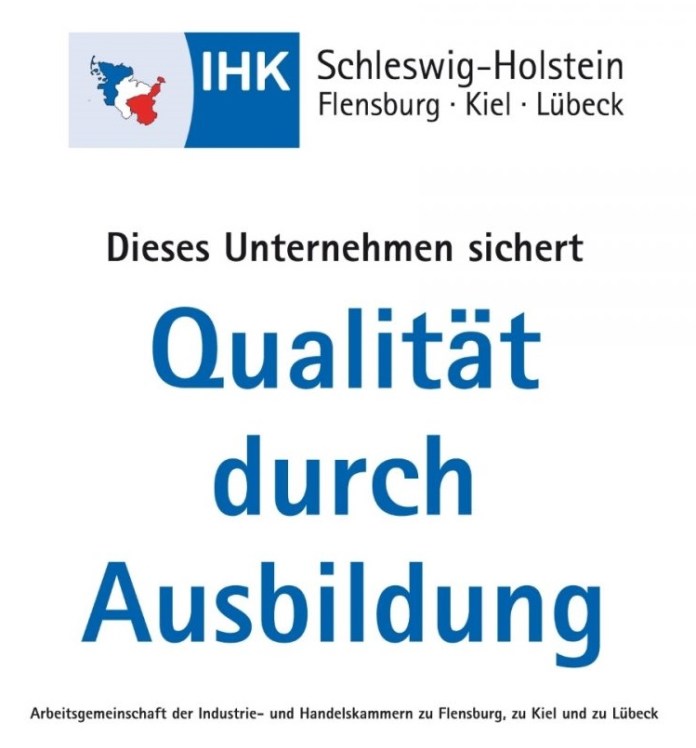 IHK Schleswig-Holstein
Flensburg · Kiel · Lübeck
Dieses Unternehmen sichert
Qualität
durch
Ausbildung
Arbeitsgemeinschaft der Industrie- und Handelskammern zu Flensburg, zu Kiel und zu Lübeck